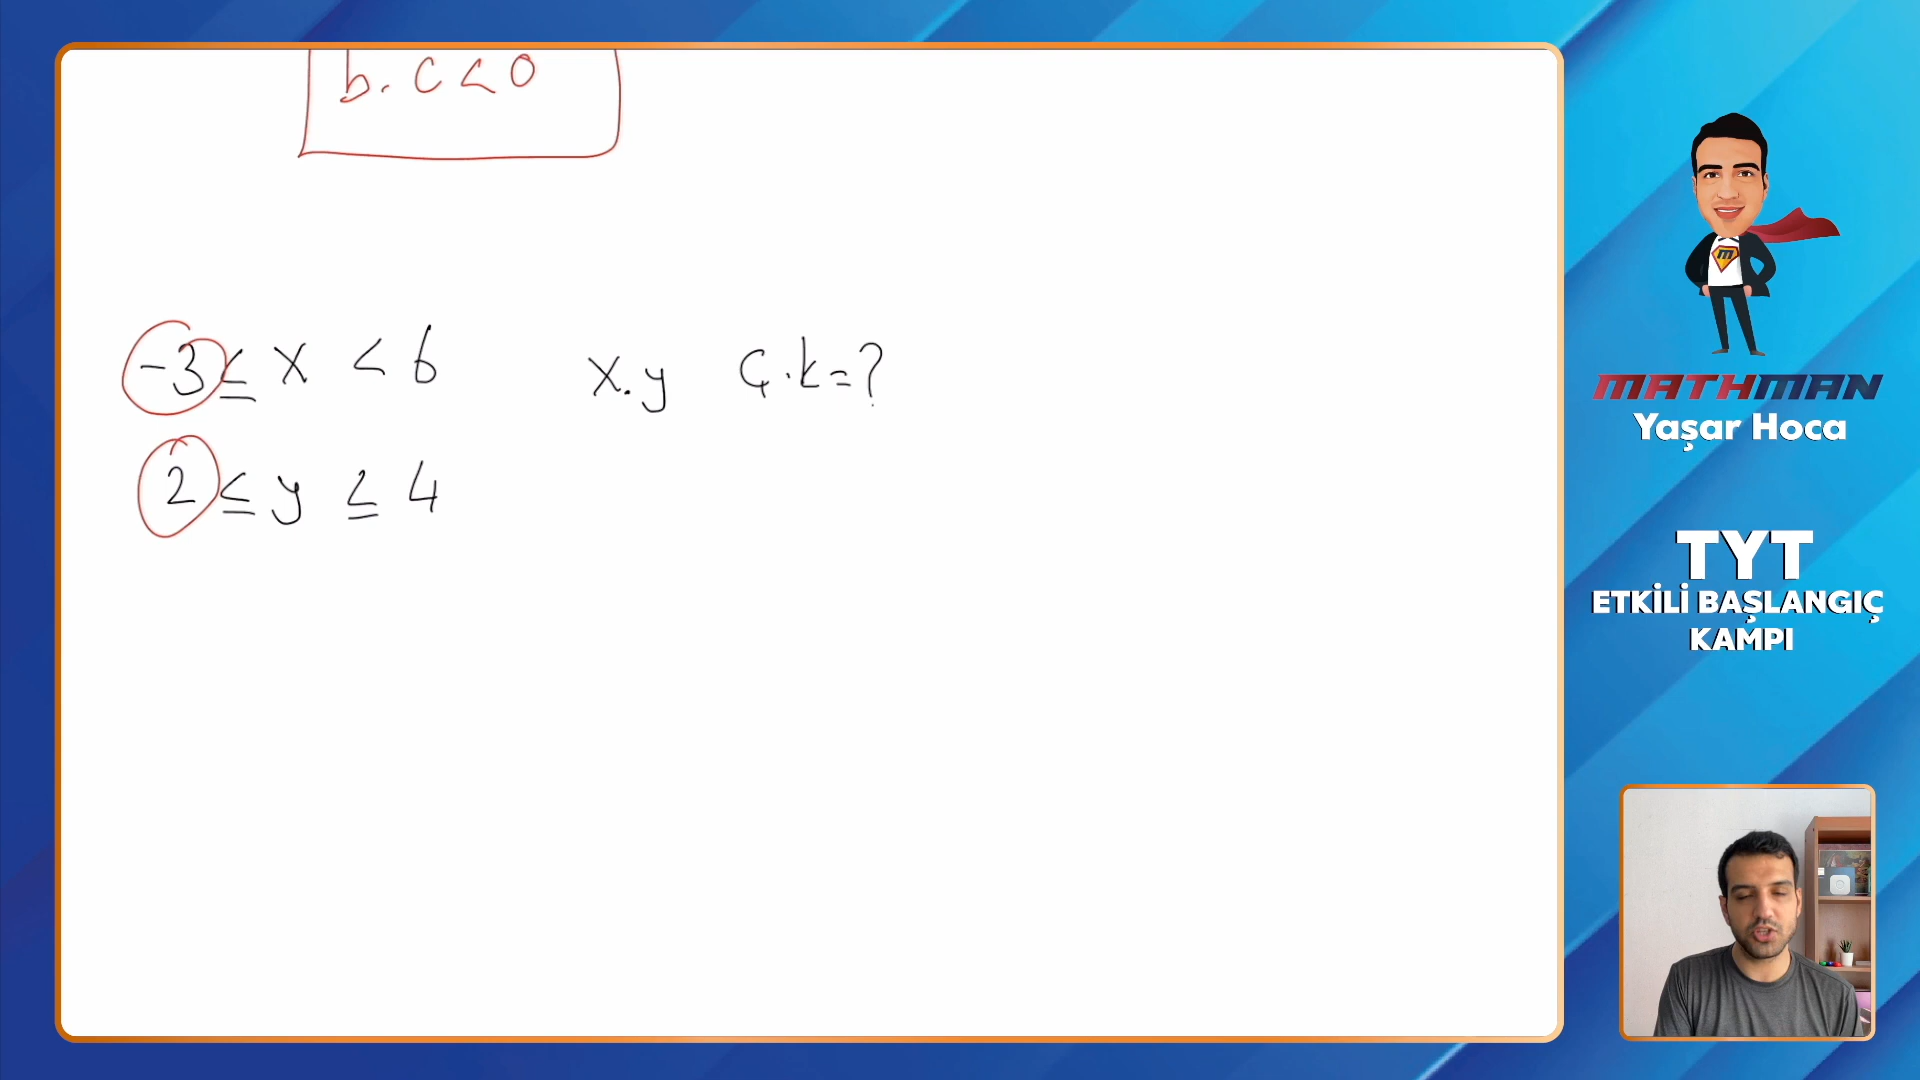 b. c < 0
-3 ≤ x < 6
x.y ç.k = ?
2 ≤ y ≤ 4
m
MATHMAN
Yaşar Hoca
TYT
ETKİLİ BAŞLANGIÇ
KAMPI